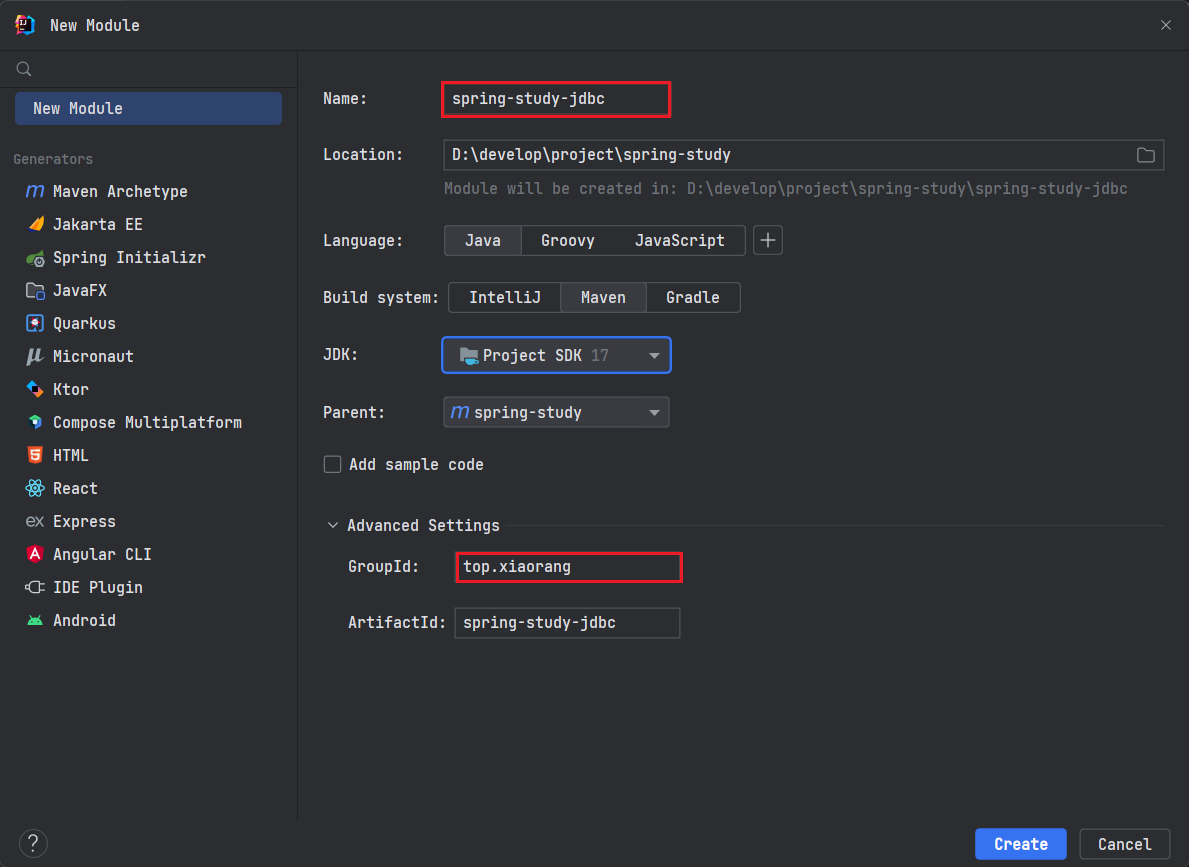 New Module
New Module
Generators
Maven Archetype
Jakarta EE
Spring Initializr
JavaFX
Quarkus
Micronaut
Ktor
Compose Multiplatform
HTML
React
Express
Angular CLI
IDE Plugin
Android
Name: spring-study-jdbc
Location: D:\develop\project\spring-study
Module will be created in: D:\develop\project\spring-study\spring-study-jdbc
Language: Java Groovy JavaScript +
Build system: IntelliJ Maven Gradle
JDK: Project SDK 17
Parent: m spring-study
Add sample code
Advanced Settings
GroupId: top.xiaorang
ArtifactId: spring-study-jdbc
? Create Cancel